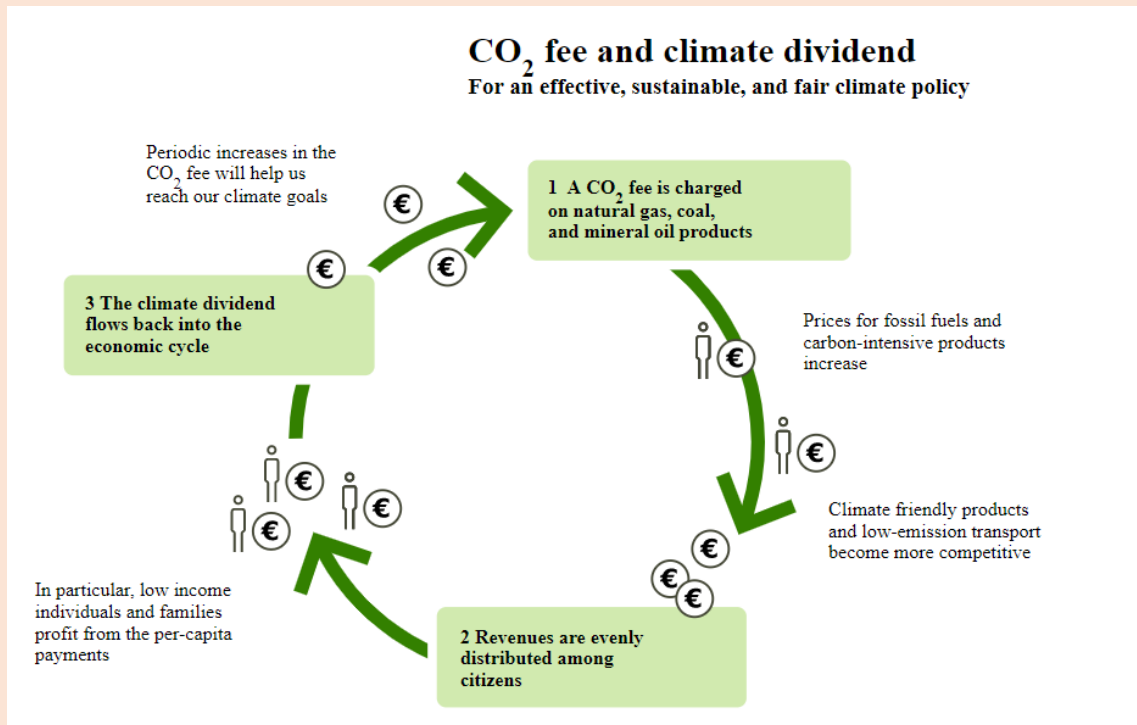 CO₂ fee and climate dividend
For an effective, sustainable, and fair climate policy
Periodic increases in the
CO₂ fee will help us
reach our climate goals
1 A CO₂ fee is charged
on natural gas, coal,
and mineral oil products
€
€
€
3 The climate dividend
flows back into the
economic cycle
Prices for fossil fuels and
carbon-intensive products
increase
€
€
Climate friendly products
and low-emission transport
become more competitive
€
€
€
2 Revenues are evenly
distributed among
citizens
€
€
€
In particular, low income
individuals and families
profit from the per-capita
payments